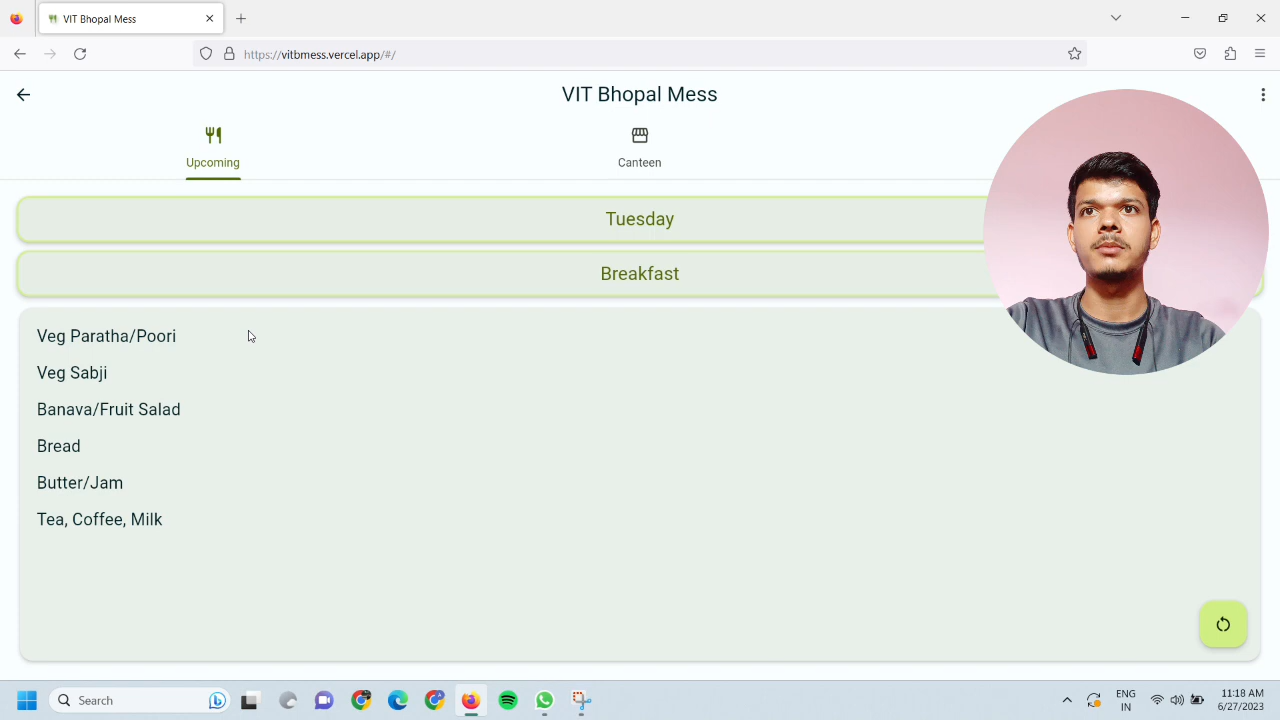 VIT Bhopal Mess
https://vitbmess.vercel.app/#/
VIT Bhopal Mess
Upcoming
Canteen
Tuesday
Breakfast
Veg Paratha/Poori
Veg Sabji
Banava/Fruit Salad
Bread
Butter/Jam
Tea, Coffee, Milk
Search
ENG
IN
11:18 AM
6/27/2023